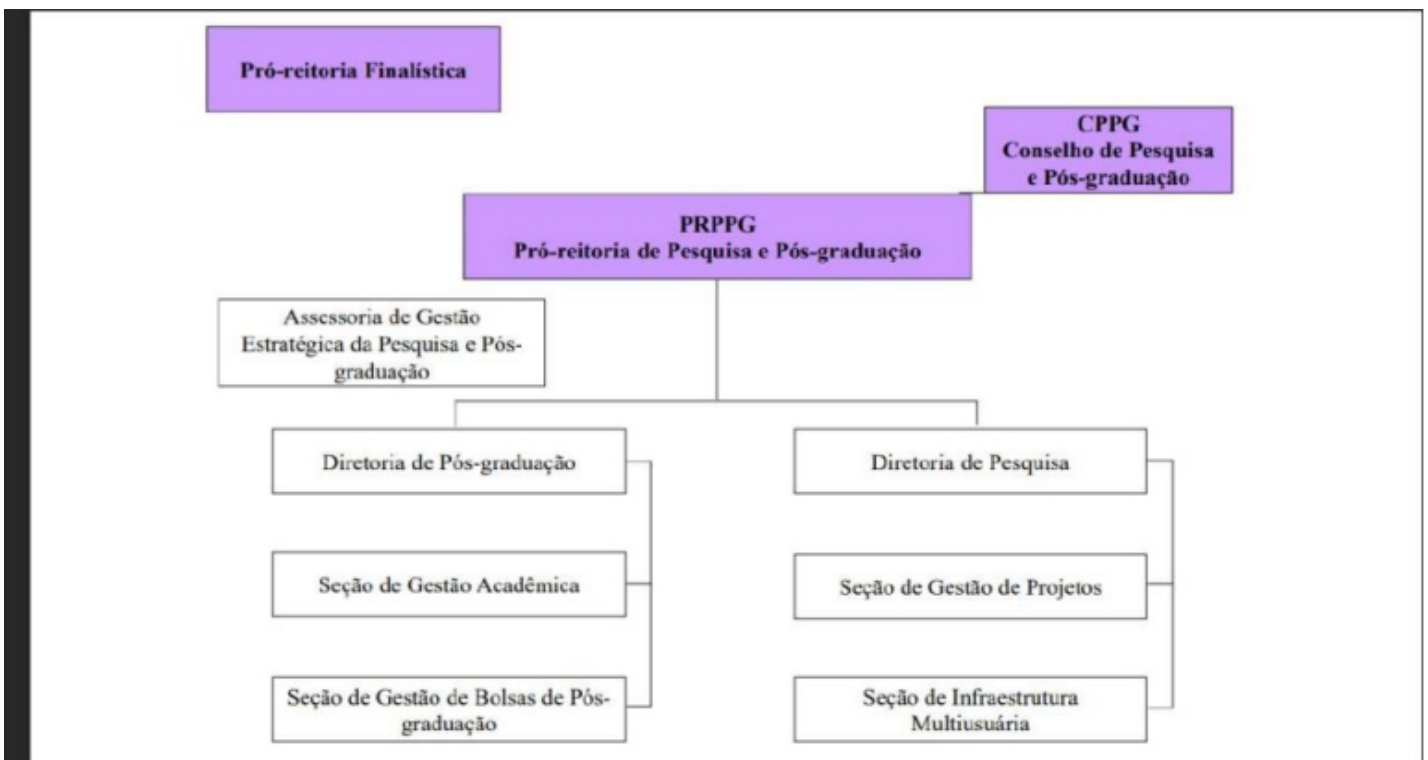 Pró-reitoria Finalística
CPPG
Conselho de Pesquisa
e Pós-graduação
PRPPG
Pró-reitoria de Pesquisa e Pós-graduação
Assessoria de Gestão
Estratégica da Pesquisa e Pós-
graduação
Diretoria de Pós-graduação
Diretoria de Pesquisa
Seção de Gestão Acadêmica
Seção de Gestão de Projetos
Seção de Gestão de Bolsas de Pós-
graduação
Seção de Infraestrutura
Multiusuária